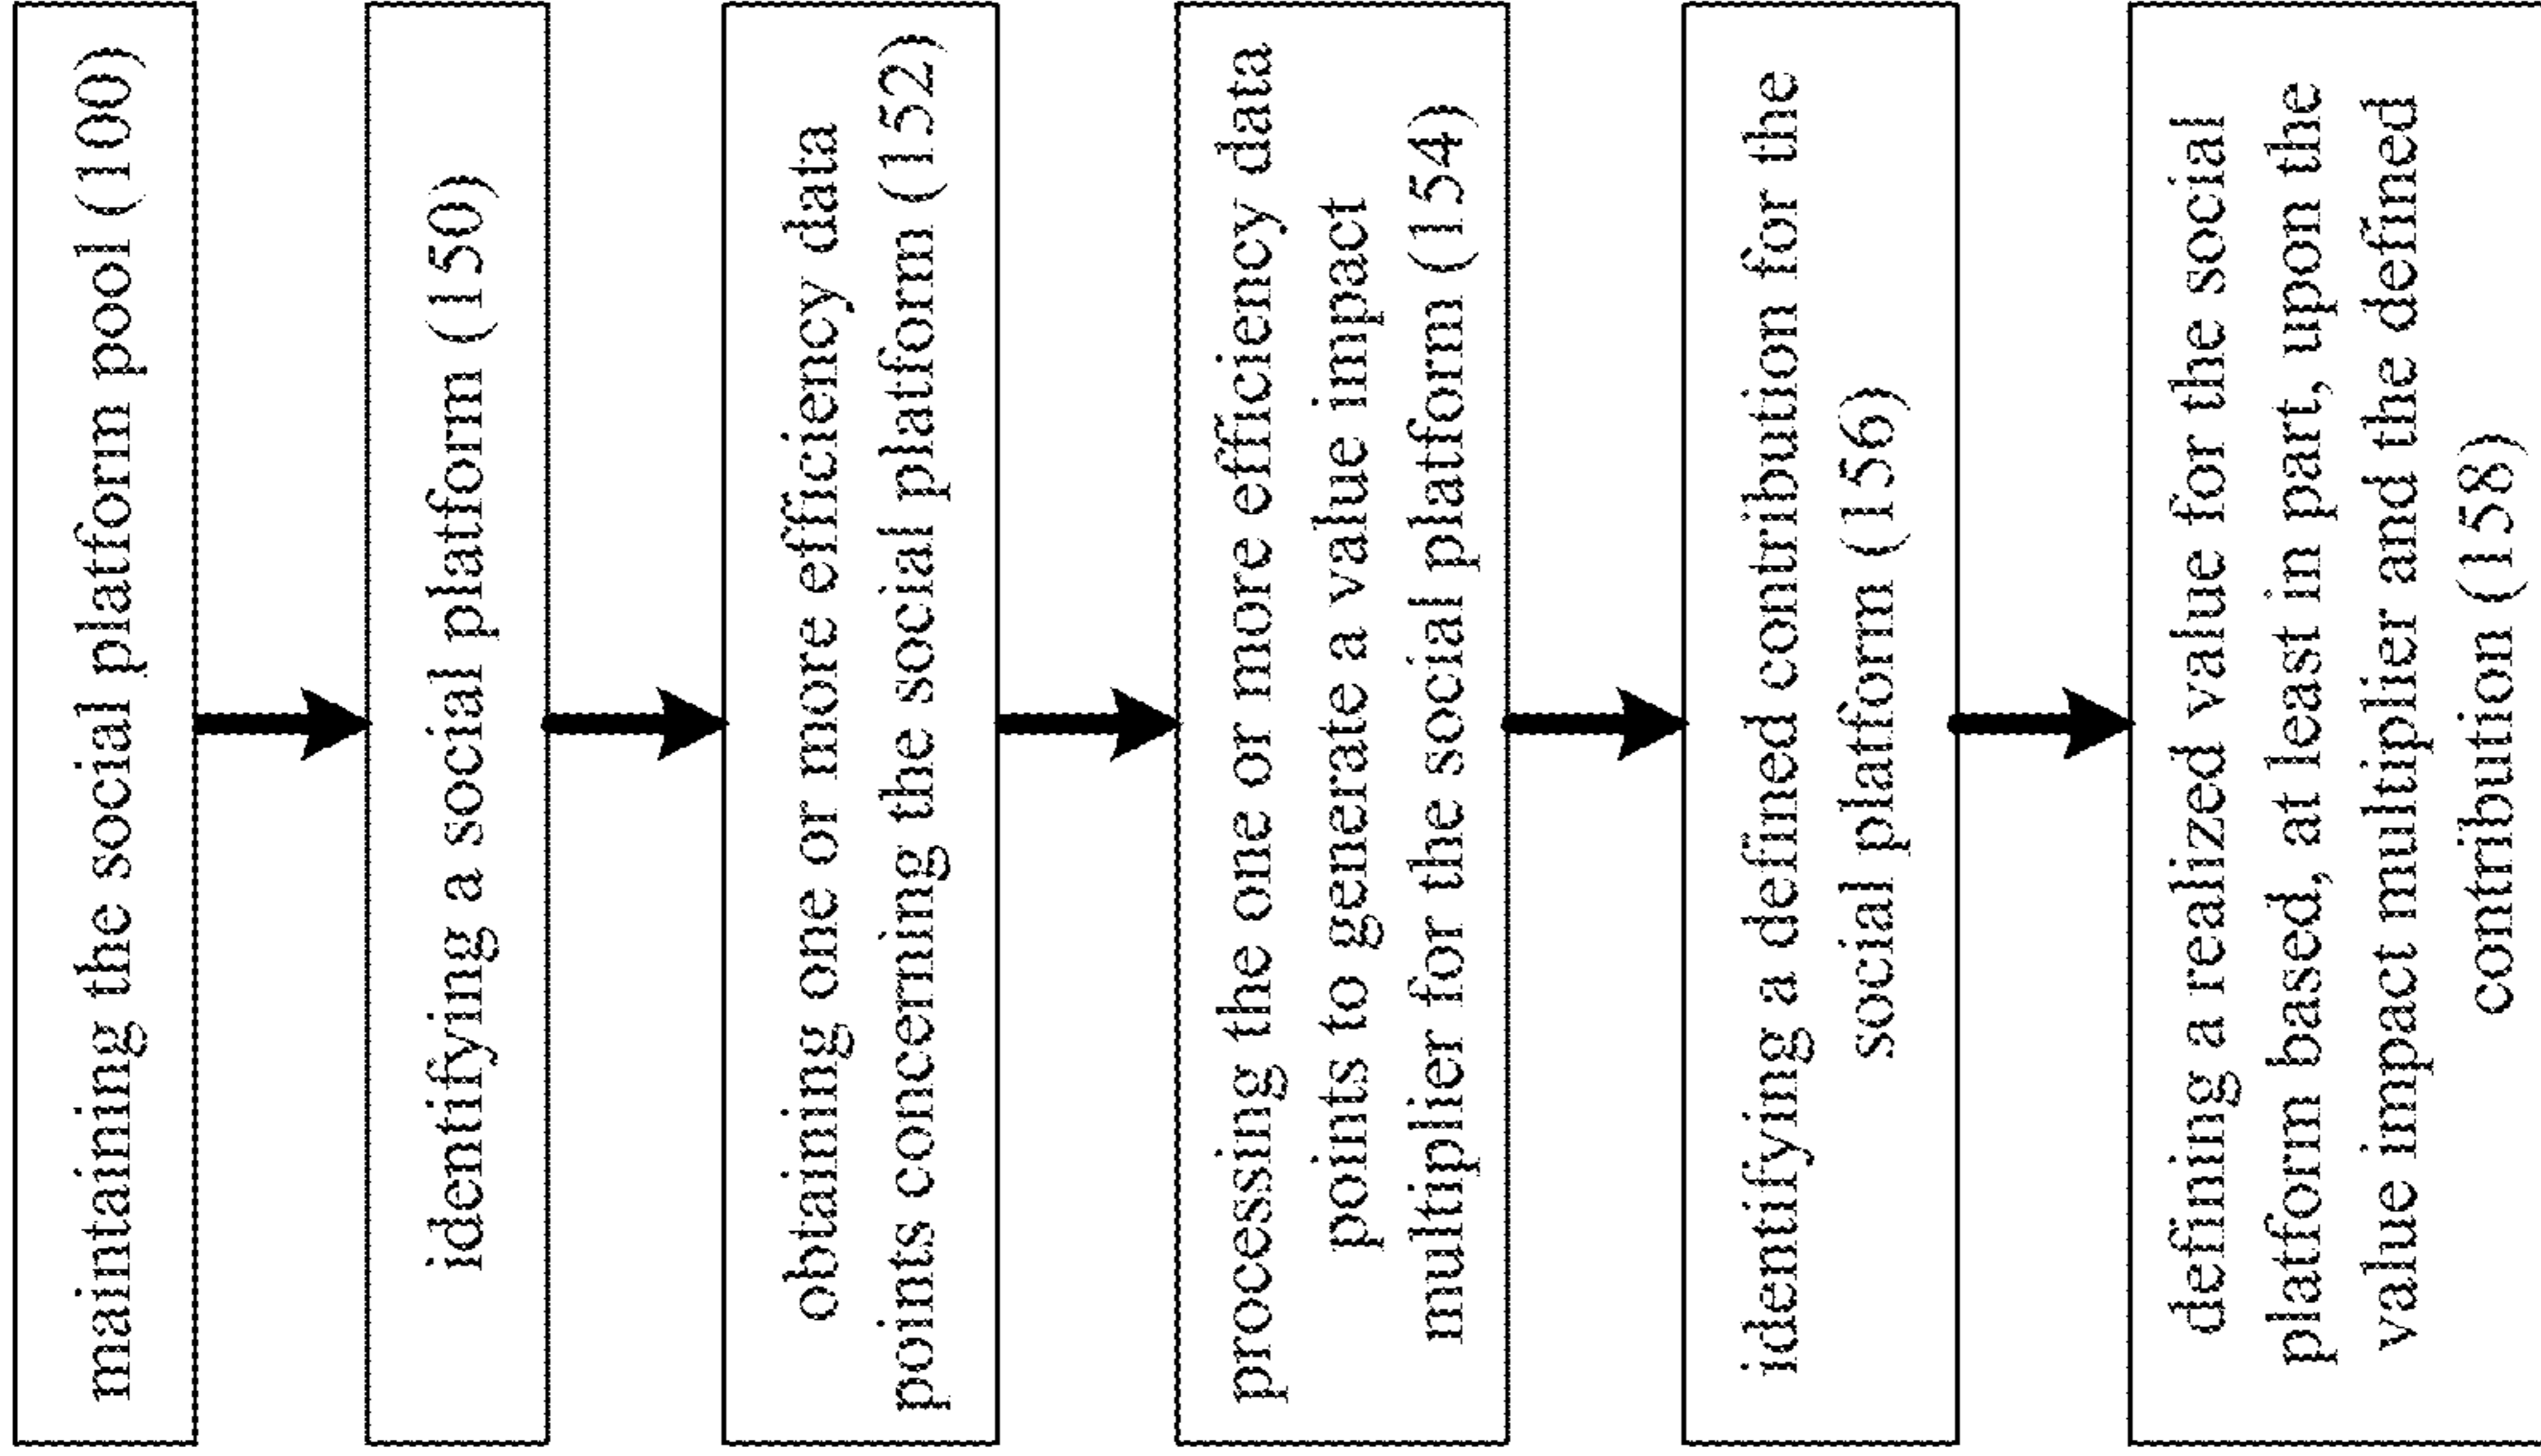 maintaining the social platform pool (100)
identifying a social platform (150)
obtaining one or more efficiency data
points concerning the social platform (152)
processing the one or more efficiency data
points to generate a value impact
multiplier for the social platform (154)
identifying a defined contribution for the
social platform (156)
defining a realized value for the social
platform based, at least in part, upon the
value impact multiplier and the defined
contribution (158)